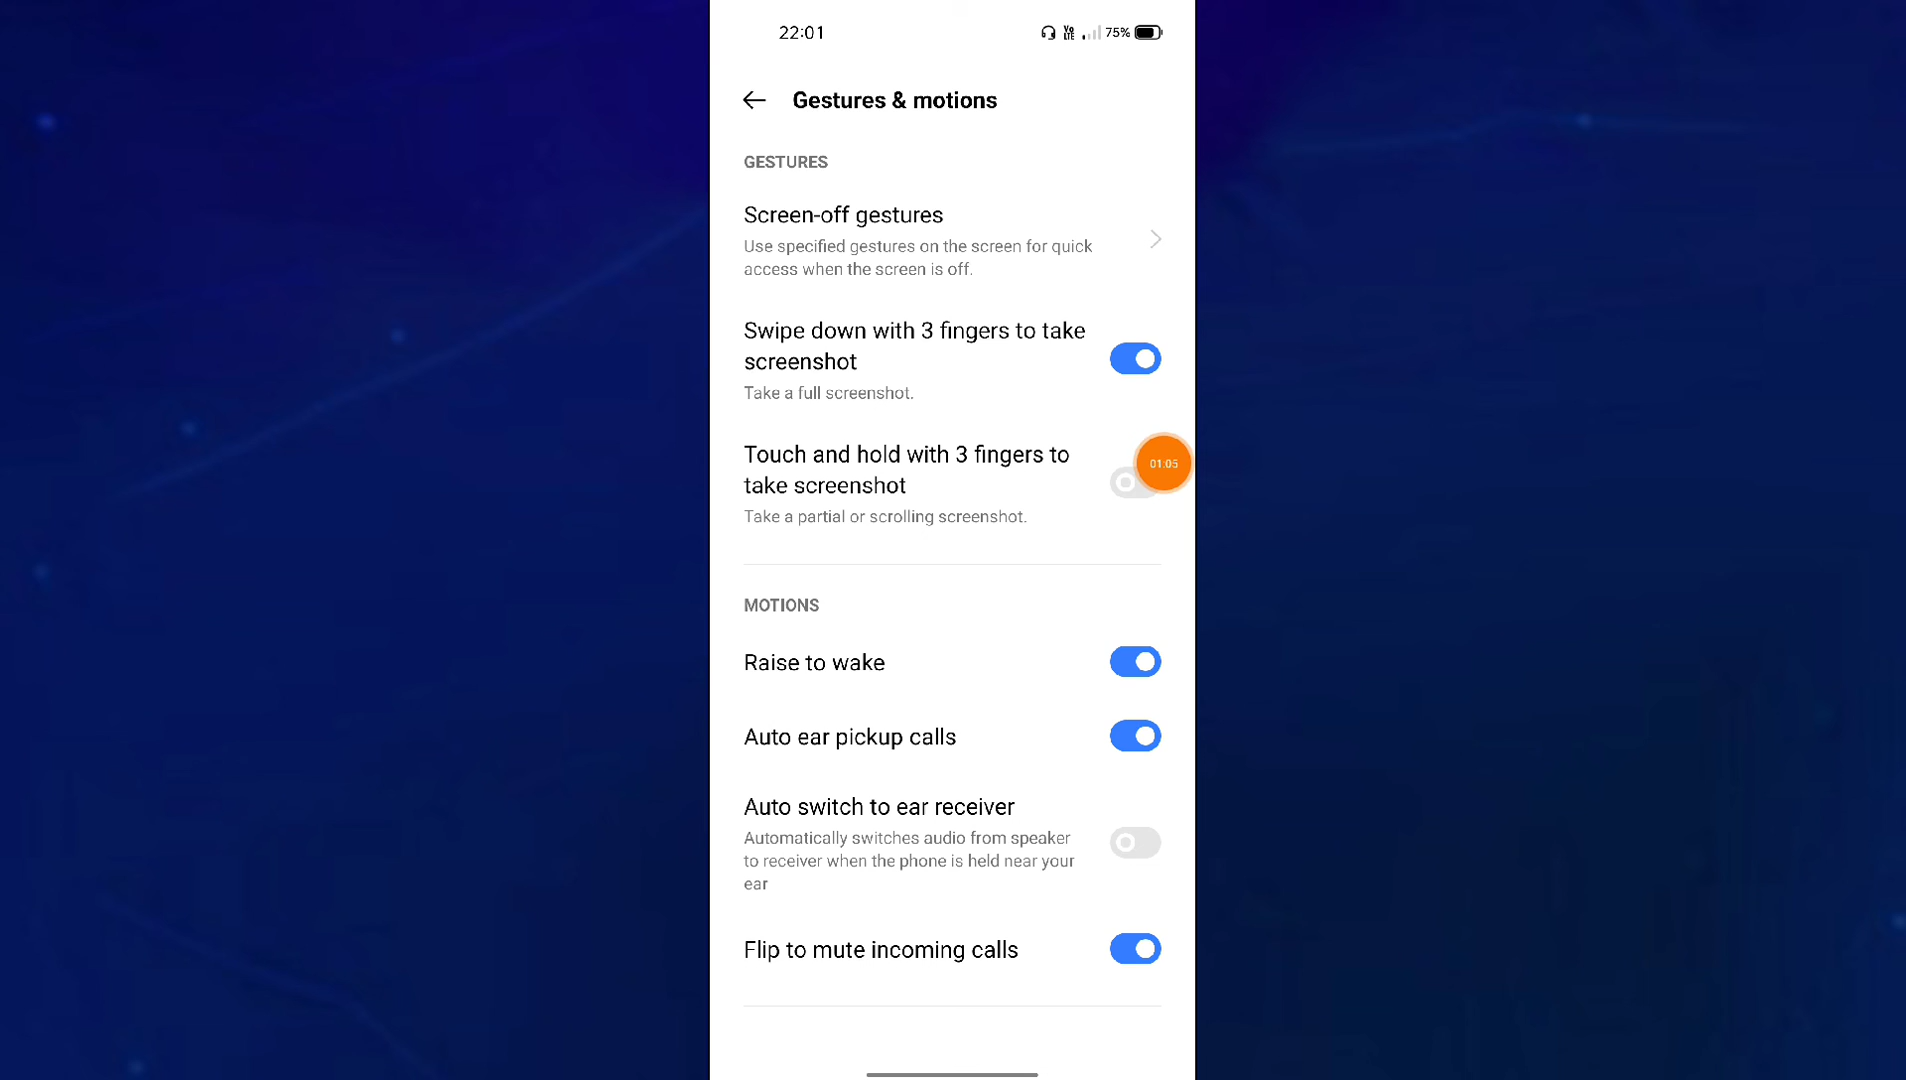 22:01
Vo LTE 75%
Gestures & motions
GESTURES
Screen-off gestures
Use specified gestures on the screen for quick
access when the screen is off.
Swipe down with 3 fingers to take
screenshot
Take a full screenshot.
Touch and hold with 3 fingers to
take screenshot
01:05
Take a partial or scrolling screenshot.
MOTIONS
Raise to wake
Auto ear pickup calls
Auto switch to ear receiver
Automatically switches audio from speaker
to receiver when the phone is held near your
ear
Flip to mute incoming calls